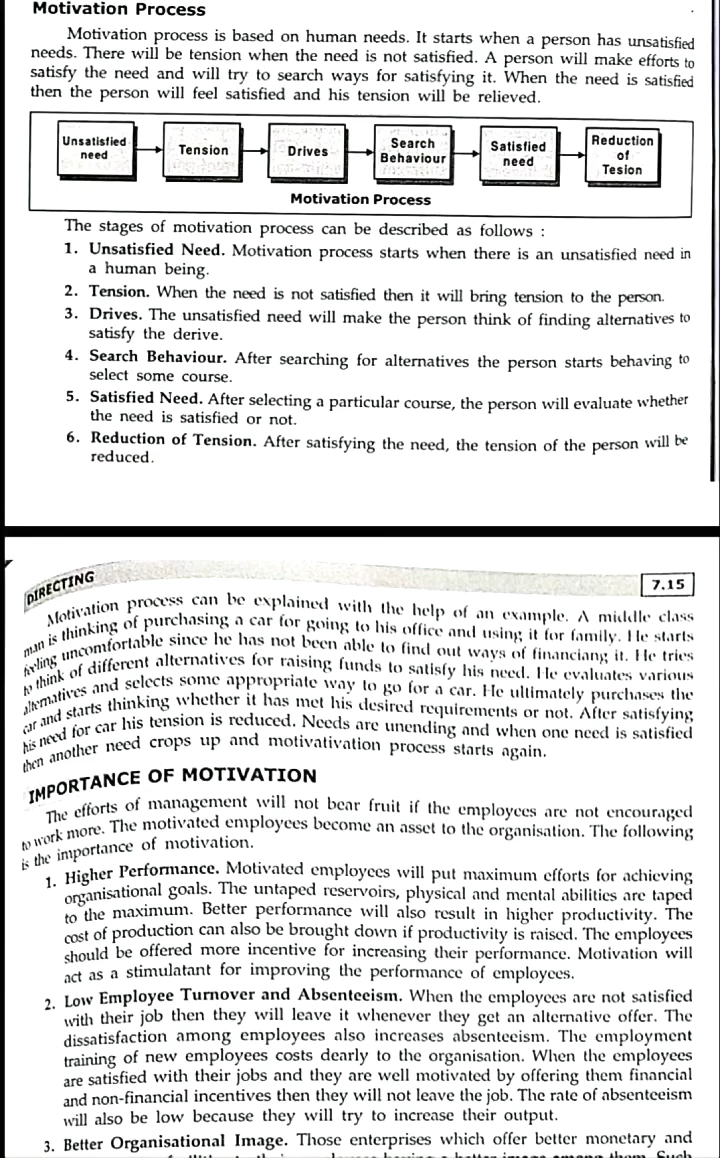 Motivation Process
Motivation process is based on human needs. It starts when a person has unsatisfied
needs. There will be tension when the need is not satisfied. A person will make efforts to
satisfy the need and will try to search ways for satisfying it. When the need is satisfied
then the person will feel satisfied and his tension will be relieved.
Unsatisfied need
Tension
Drives
Search Behaviour
Satisfied need
Reduction of Tesion
Motivation Process
The stages of motivation process can be described as follows :
1. Unsatisfied Need. Motivation process starts when there is an unsatisfied need in
a human being.
2. Tension. When the need is not satisfied then it will bring tension to the person.
3. Drives. The unsatisfied need will make the person think of finding alternatives to
satisfy the derive.
4. Search Behaviour. After searching for alternatives the person starts behaving to
select some course.
5. Satisfied Need. After selecting a particular course, the person will evaluate whether
the need is satisfied or not.
6. Reduction of Tension. After satisfying the need, the tension of the person will be
reduced.
DIRECTING
7.15
Motivation process can be explained with the help of an example. A middle class
man is thinking of purchasing a car for going to his office and using it for family. He starts
feeling uncomfortable since he has not been able to find out ways of financiang it. He tries
to think of different alternatives for raising funds to satisfy his need. He evaluates various
alternatives and selects some appropriate way to go for a car. He ultimately purchases the
car and starts thinking whether it has met his desired requirements or not. After satisfying
his need for car his tension is reduced. Needs are unending and when one need is satisfied
then another need crops up and motivativation process starts again.
IMPORTANCE OF MOTIVATION
The efforts of management will not bear fruit if the employees are not encouraged
to work more. The motivated employees become an asset to the organisation. The following
is the importance of motivation.
1. Higher Performance. Motivated employees will put maximum efforts for achieving
organisational goals. The untaped reservoirs, physical and mental abilities are taped
to the maximum. Better performance will also result in higher productivity. The
cost of production can also be brought down if productivity is raised. The employees
should be offered more incentive for increasing their performance. Motivation will
act as a stimulatant for improving the performance of employees.
2. Low Employee Turnover and Absenteeism. When the employees are not satisfied
with their job then they will leave it whenever they get an alternative offer. The
dissatisfaction among employees also increases absenteeism. The employment
training of new employees costs dearly to the organisation. When the employees
are satisfied with their jobs and they are well motivated by offering them financial
and non-financial incentives then they will not leave the job. The rate of absenteeism
will also be low because they will try to increase their output.
3. Better Organisational Image. Those enterprises which offer better monetary and